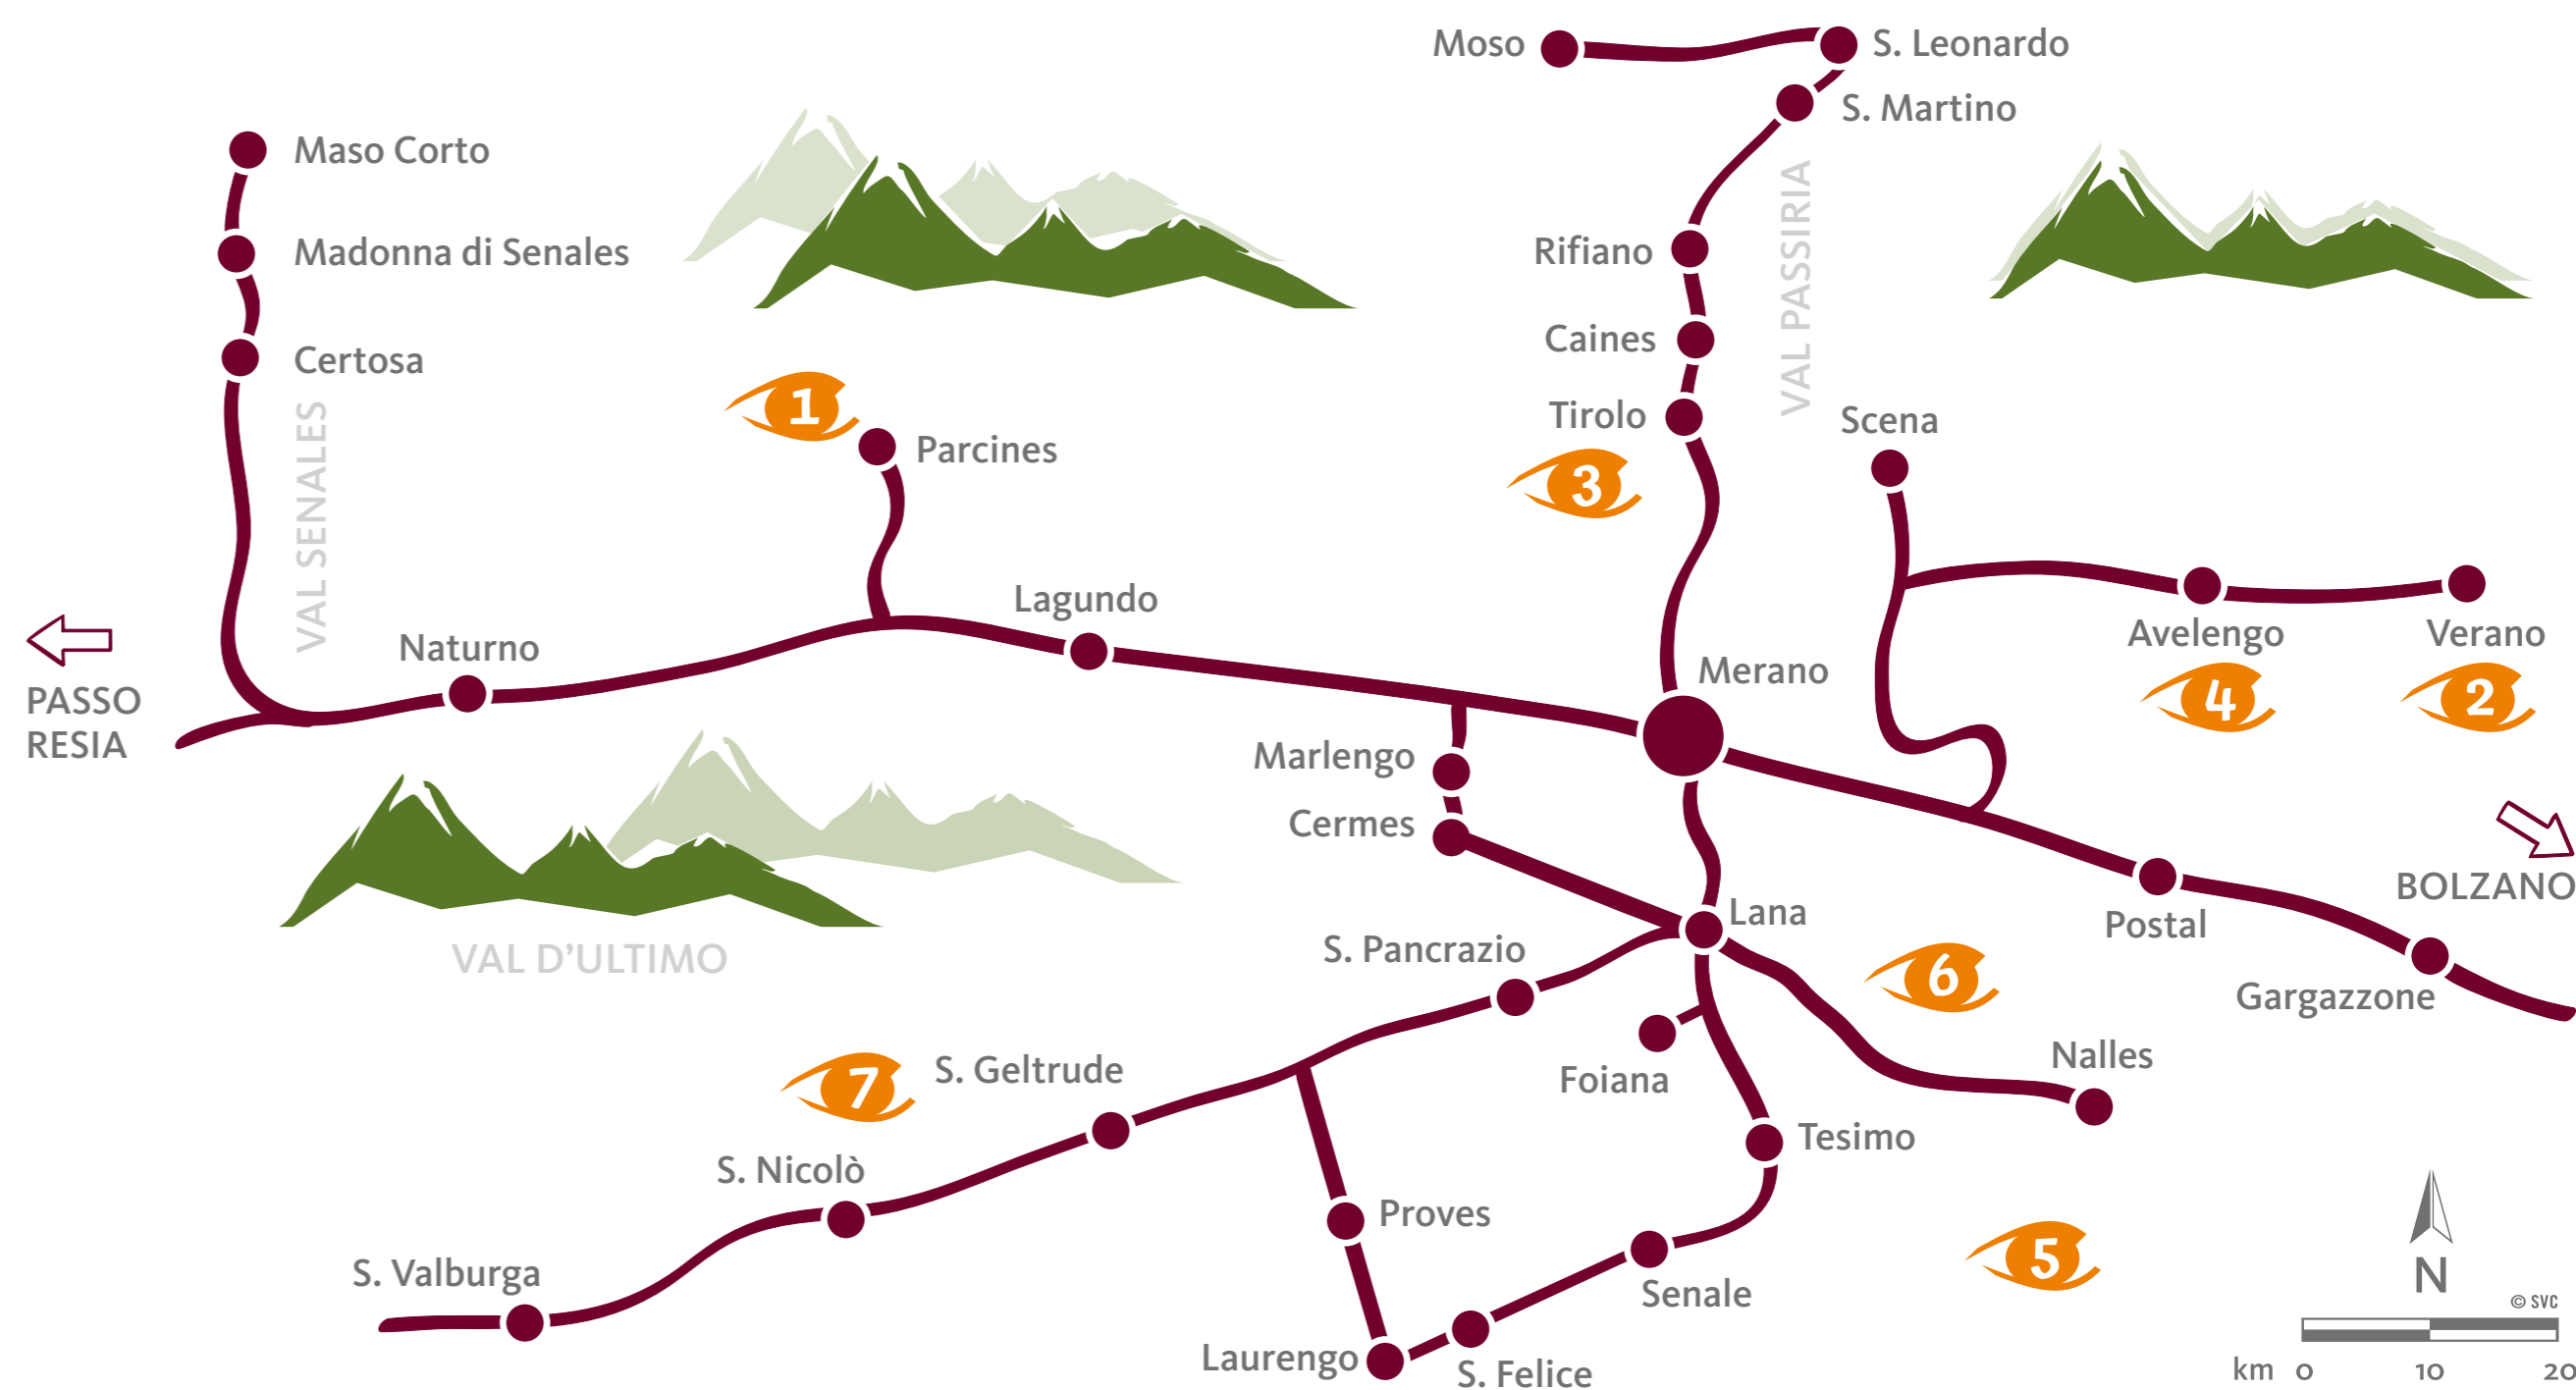 Moso
S. Leonardo
S. Martino
Maso Corto
Madonna di Senales
Rifiano
VAL PASSIRIA
Caines
Certosa
1
Tirolo
Scena
Parcines
3
VAL SENALES
Lagundo
Naturno
Avelengo
Verano
Merano
4
2
PASSO
RESIA
Marlengo
Cermes
BOLZANO
Lana
Postal
S. Pancrazio
VAL D'ULTIMO
6
Gargazzone
Nalles
S. Geltrude
Foiana
7
Tesimo
S. Nicolò
Proves
5
S. Valburga
N
Senale
© SVC
Laurengo
S. Felice
km 0 10 20